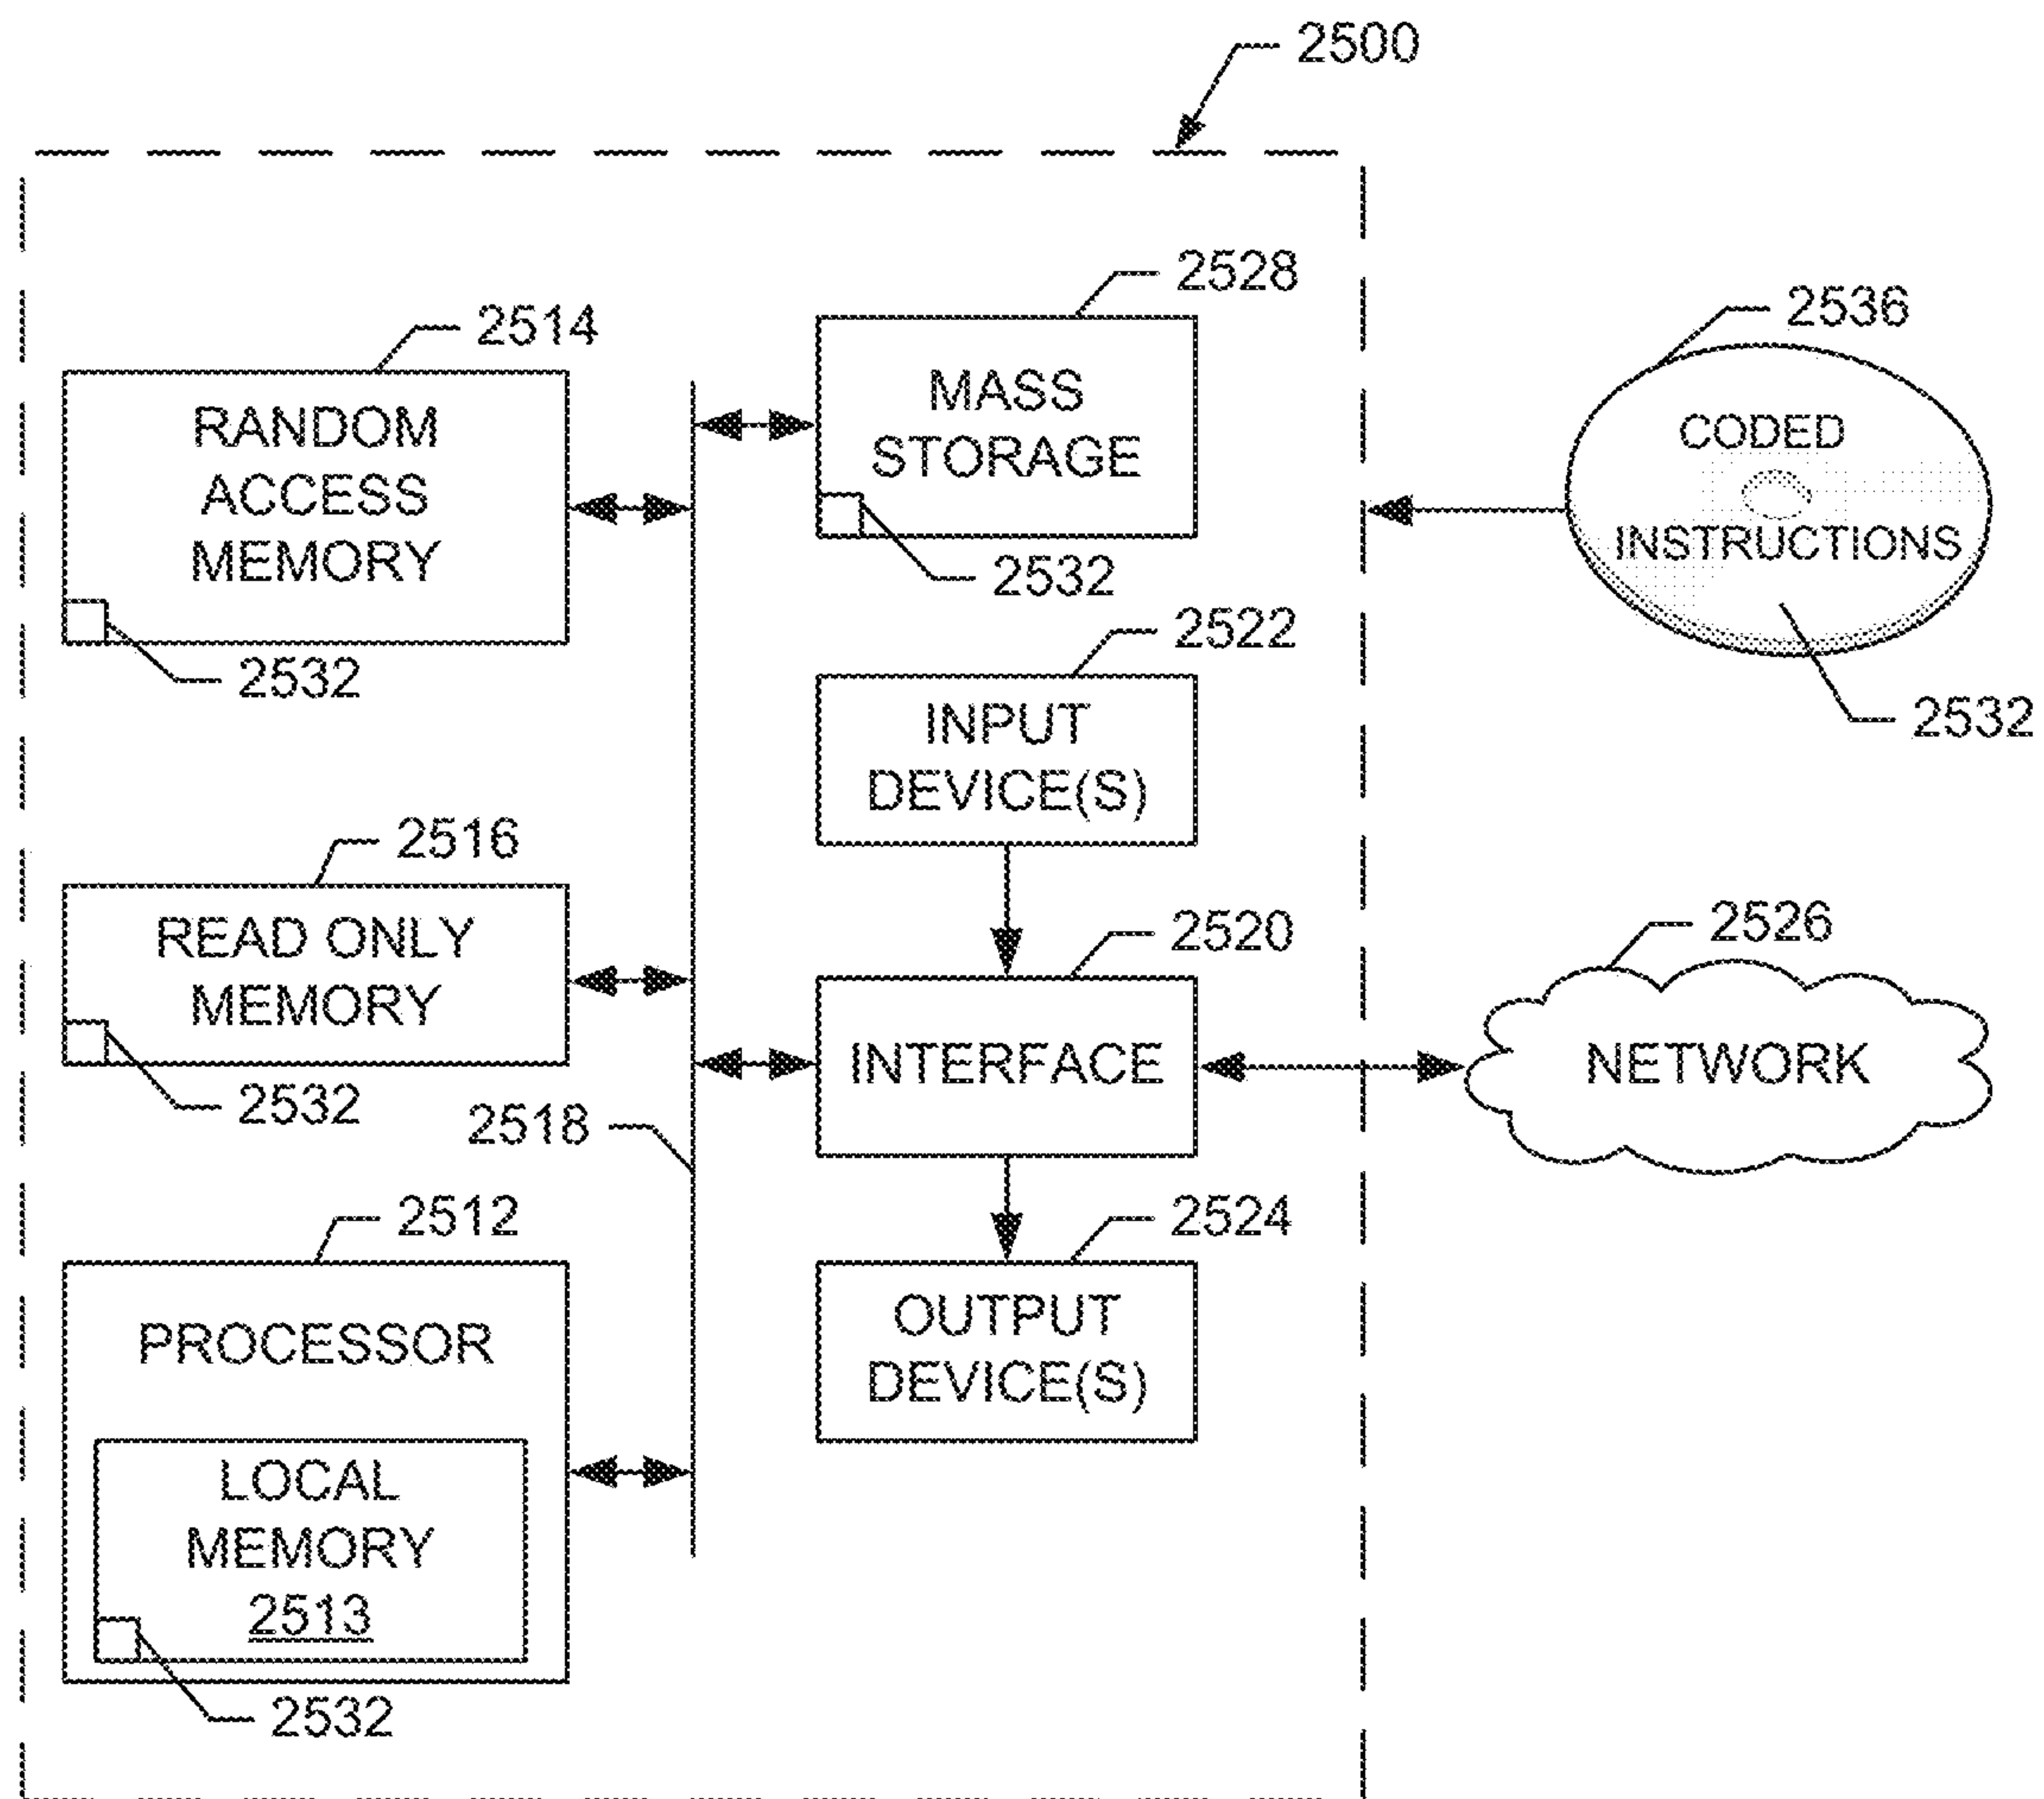 2500
2528
MASS
STORAGE
2532
2514
RANDOM
ACCESS
MEMORY
2532
2536
CODED
INSTRUCTIONS
2532
2522
INPUT
DEVICE(S)
2516
READ ONLY
MEMORY
2532
2520
INTERFACE
2526
NETWORK
2518
2512
PROCESSOR
LOCAL
MEMORY
2513
2532
2524
OUTPUT
DEVICE(S)